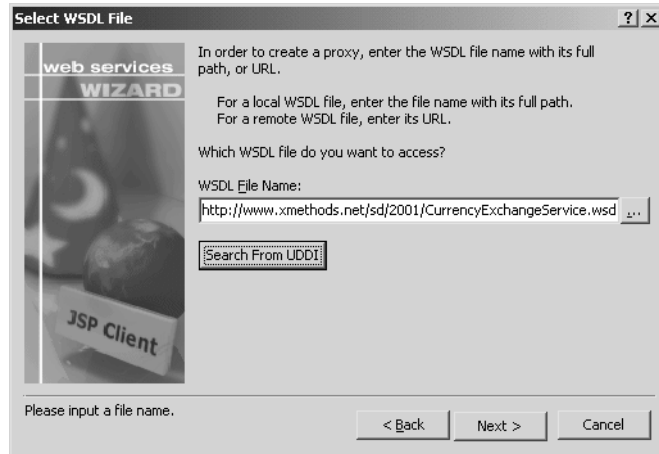 Select WSDL File
web services
WIZARD
JSP Client
In order to create a proxy, enter the WSDL file name with its full
path, or URL.
For a local WSDL file, enter the file name with its full path.
For a remote WSDL file, enter its URL.
Which WSDL file do you want to access?
WSDL File Name:
http://www.xmethods.net/sd/2001/CurrencyExchangeService.wsd
...
Search From UDDI
Please input a file name.
< Back Next > Cancel